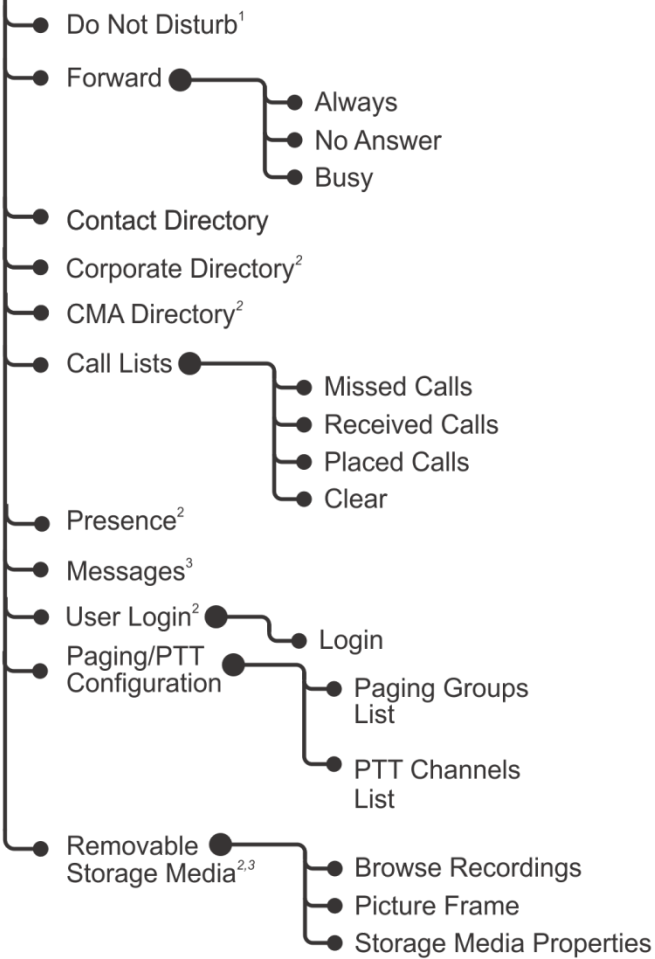 Do Not Disturb¹
Forward
Always
No Answer
Busy
Contact Directory
Corporate Directory²
CMA Directory²
Call Lists
Missed Calls
Received Calls
Placed Calls
Clear
Presence²
Messages³
User Login²
Login
Paging/PTT
Configuration
Paging Groups
List
PTT Channels
List
Removable
Storage Media²,³
Browse Recordings
Picture Frame
Storage Media Properties